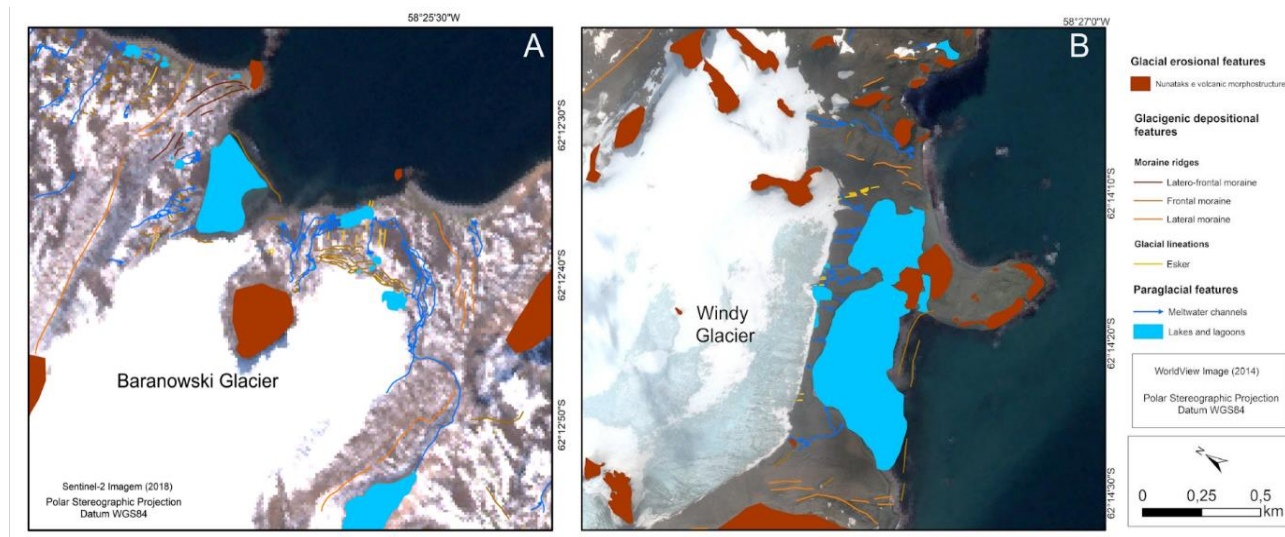 58°25'30"W
A
62°12'30"S
62°12'40"S
62°12'50"S
Baranowski Glacier
Sentinel-2 Imagem (2018)
Polar Stereographic Projection
Datum WGS84
58°27'0"W
B
62°14'10"S
62°14'20"S
62°14'30"S
Windy
Glacier
Glacial erosional features
Nunataks e volcanic morphostructure
Glacigenic depositional
features
Moraine ridges
Latero-frontal moraine
Frontal moraine
Lateral moraine
Glacial lineations
Esker
Paraglacial features
Meltwater channels
Lakes and lagoons
WorldView Image (2014)
Polar Stereographic Projection
Datum WGS84
N
0 0,25 0,5
km